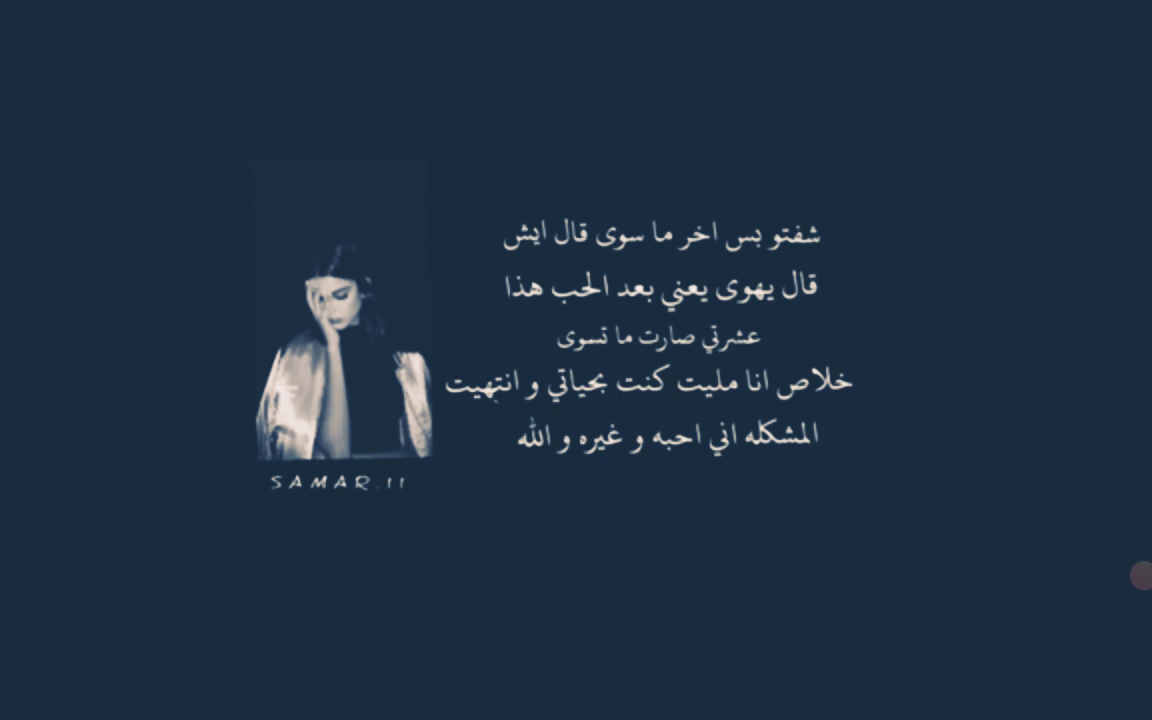 شفتو بس اخر ما سوى قال ايش
قال يهوى يعني بعد الحب هذا
عشرتي صارت ما تسوى
خلاص انا مليت كنت بحياتي و انتهيت
المشكله اني احبه و غيره و الله
SAMAR.11